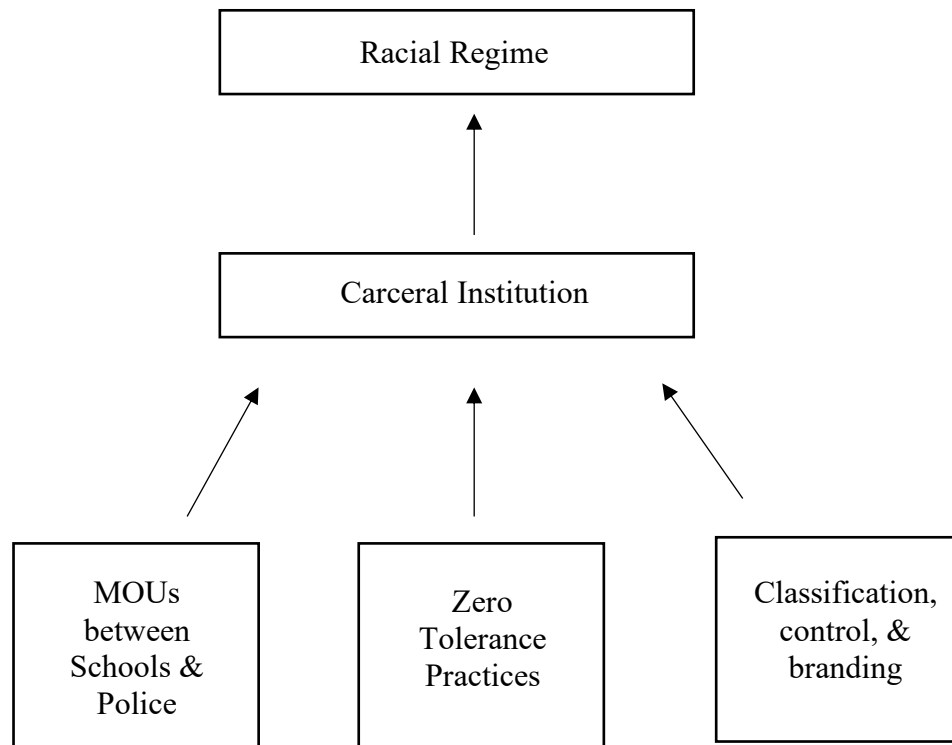 Racial Regime
Carceral Institution
MOUs
between
Schools &
Police
Zero
Tolerance
Practices
Classification,
control, &
branding